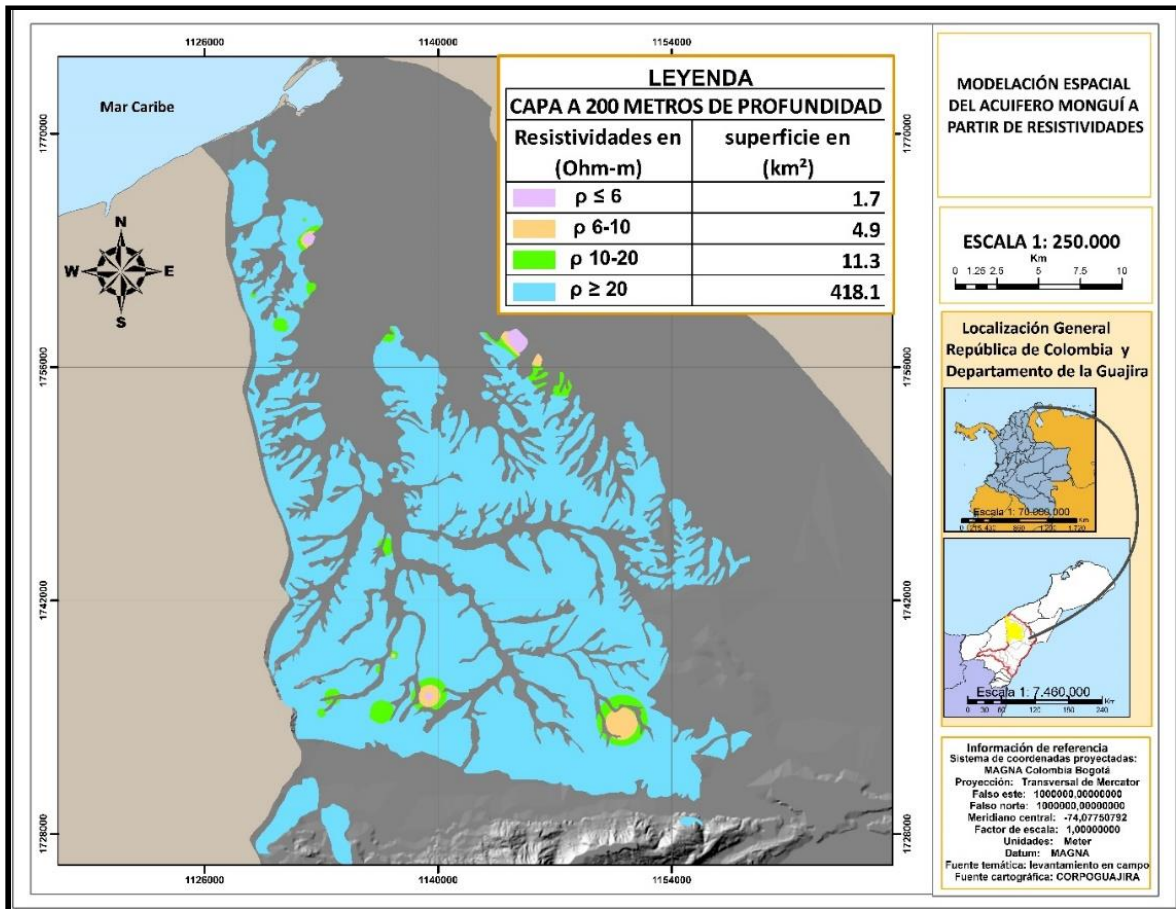 1126000
1140000
1154000
1770000
1756000
1742000
1728000
Mar Caribe
N
W
E
S
LEYENDA
CAPA A 200 METROS DE PROFUNDIDAD
Resistividades en
(Ohm-m)
superficie en
(km²)
ρ ≤ 6
1.7
ρ 6-10
4.9
ρ 10-20
11.3
ρ ≥ 20
418.1
1770000
1756000
1742000
1728000
1126000
1140000
1154000
MODELACIÓN ESPACIAL
DEL ACUIFERO MONGUÍ A
PARTIR DE RESISTIVIDADES
ESCALA 1: 250.000
Km
0 1.25 2.5 5 7.5 10
Localización General
República de Colombia y
Departamento de la Guajira
Escala 1: 70
Km
Escala 1: 7.460.000
Km
0 30 60 120 180 240
Información de referencia
Sistema de coordenadas proyectadas:
MAGNA Colombia Bogotá
Proyección: Transversal de Mercator
Falso este: 1000000,00000000
Falso norte: 1000000,00000000
Meridiano central: -74,07750792
Factor de escala: 1,00000000
Unidades: Meter
Datum: MAGNA
Fuente temática: levantamiento en campo
Fuente cartográfica: CORPOGUAJIRA